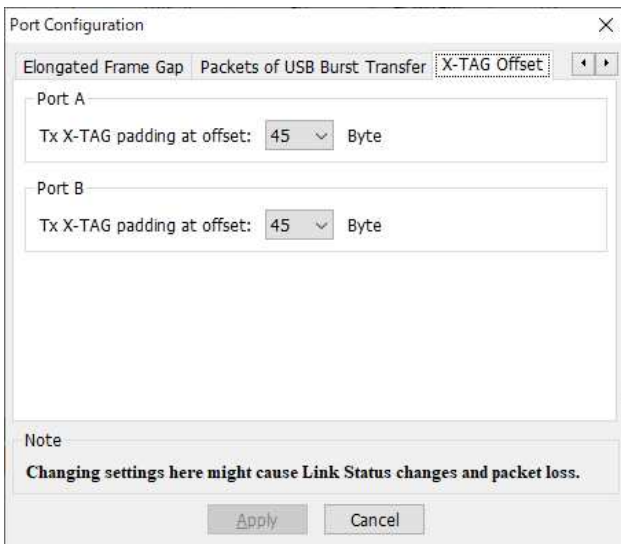 Port Configuration
Elongated Frame Gap Packets of USB Burst Transfer X-TAG Offset
Port A
Tx X-TAG padding at offset: 45 Byte
Port B
Tx X-TAG padding at offset: 45 Byte
Note
Changing settings here might cause Link Status changes and packet loss.
Apply Cancel